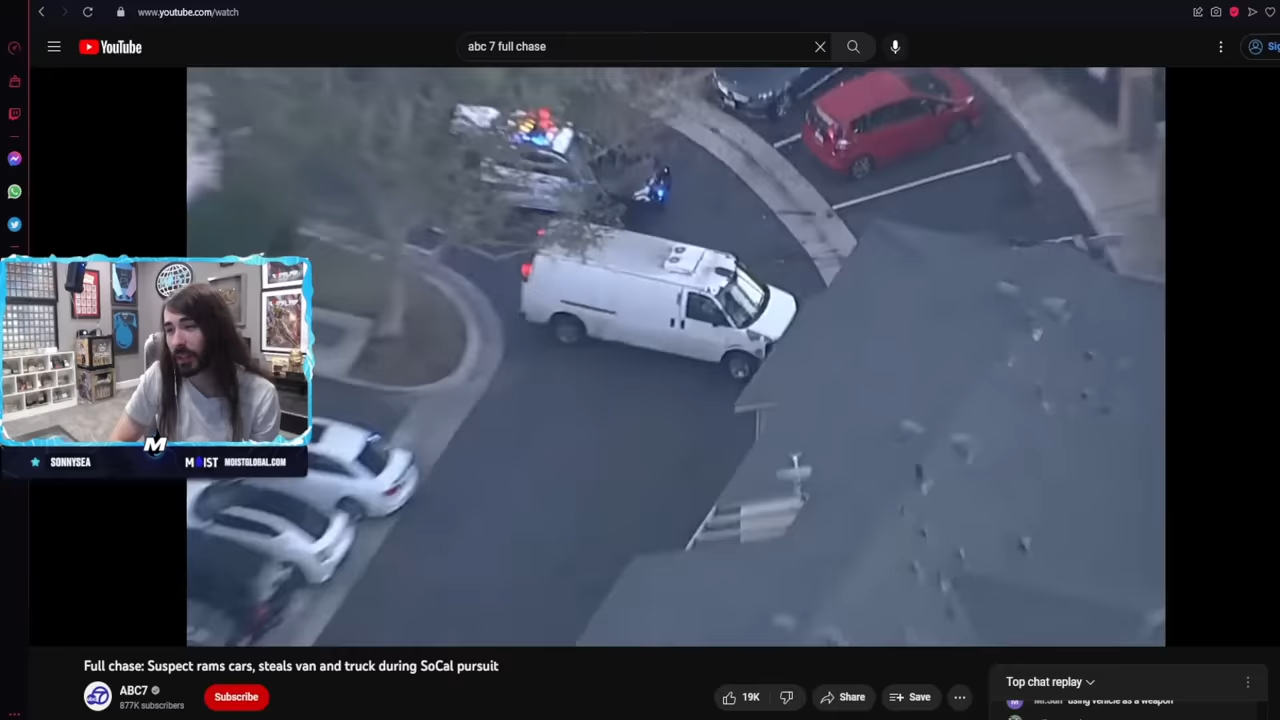 www.youtube.com/watch
YouTube
abc 7 full chase
SONNYSEA
M
MOIST
MOISTGLOBAL.COM
Full chase: Suspect rams cars, steals van and truck during SoCal pursuit
ABC7
877K subscribers
Subscribe
19K
Share
Save
Top chat replay
using vehicle as a weapon